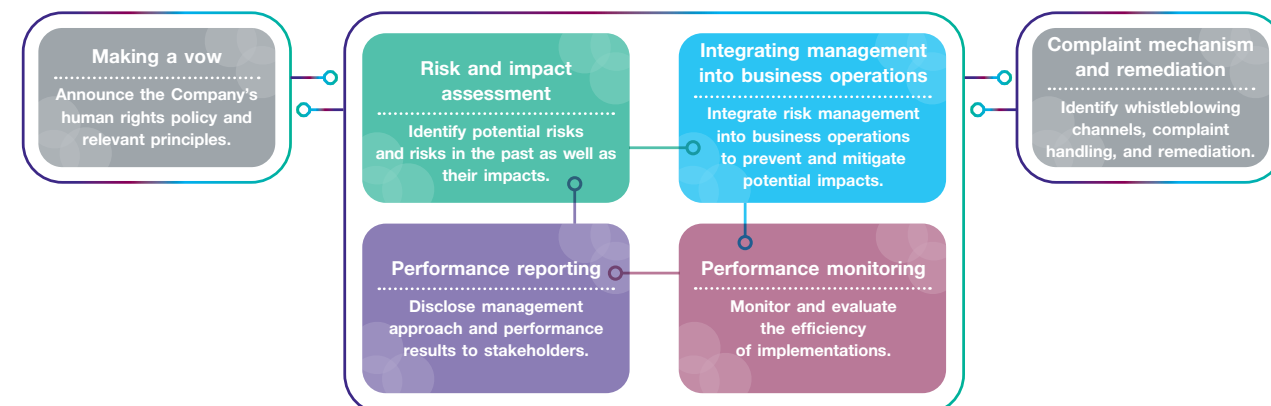 Making a vow
Announce the Company's
human rights policy and
relevant principles.
Risk and impact
assessment
Identify potential risks
and risks in the past as well as
their impacts.
Integrating management
into business operations
Integrate risk management
into business operations
to prevent and mitigate
potential impacts.
Performance reporting
Disclose management
approach and performance
results to stakeholders.
Performance monitoring
Monitor and evaluate
the efficiency
of implementations.
Complaint mechanism
and remediation
Identify whistleblowing
channels, complaint
handling, and remediation.